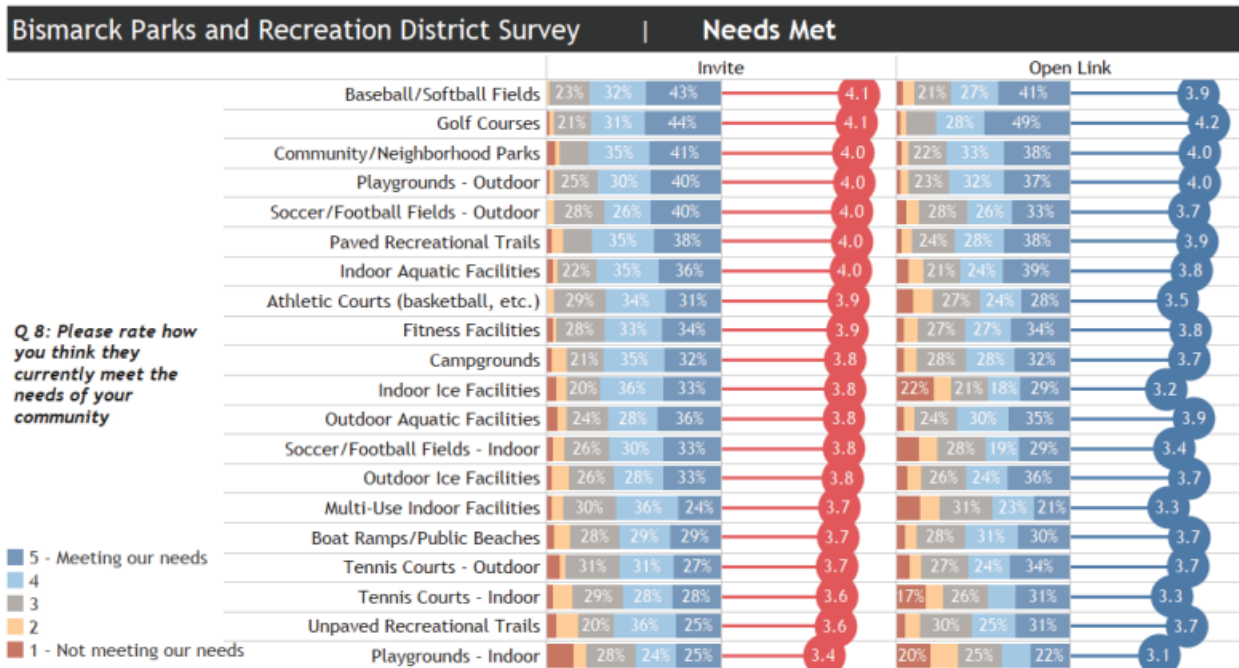 Bismarck Parks and Recreation District Survey | Needs Met
Invite Open Link
Baseball/Softball Fields 23% 32% 43% 4.1 21% 27% 41% 3.9
Golf Courses 21% 31% 44% 4.1 28% 49% 4.2
Community/Neighborhood Parks 35% 41% 4.0 22% 33% 38% 4.0
Playgrounds - Outdoor 25% 30% 40% 4.0 23% 32% 37% 4.0
Soccer/Football Fields - Outdoor 28% 26% 40% 4.0 28% 26% 33% 3.7
Paved Recreational Trails 35% 38% 4.0 24% 28% 38% 3.9
Indoor Aquatic Facilities 22% 35% 36% 4.0 21% 24% 39% 3.8
Athletic Courts (basketball, etc.) 29% 34% 31% 3.9 27% 24% 28% 3.5
Fitness Facilities 28% 33% 34% 3.9 27% 27% 34% 3.8
Campgrounds 21% 35% 32% 3.8 28% 28% 32% 3.7
Indoor Ice Facilities 20% 36% 33% 3.8 22% 21% 18% 29% 3.2
Outdoor Aquatic Facilities 24% 28% 36% 3.8 24% 30% 35% 3.9
Soccer/Football Fields - Indoor 26% 30% 33% 3.8 28% 19% 29% 3.4
Outdoor Ice Facilities 26% 28% 33% 3.8 26% 24% 36% 3.7
Multi-Use Indoor Facilities 30% 36% 24% 3.7 31% 23% 21% 3.3
Boat Ramps/Public Beaches 28% 29% 29% 3.7 28% 31% 30% 3.7
Tennis Courts - Outdoor 31% 31% 27% 3.7 27% 24% 34% 3.7
Tennis Courts - Indoor 29% 28% 28% 3.6 17% 26% 31% 3.3
Unpaved Recreational Trails 20% 36% 25% 3.6 30% 25% 31% 3.7
Playgrounds - Indoor 28% 24% 25% 3.4 20% 25% 22% 3.1
Q 8: Please rate how
you think they
currently meet the
needs of your
community
5 - Meeting our needs
4
3
2
1 - Not meeting our needs